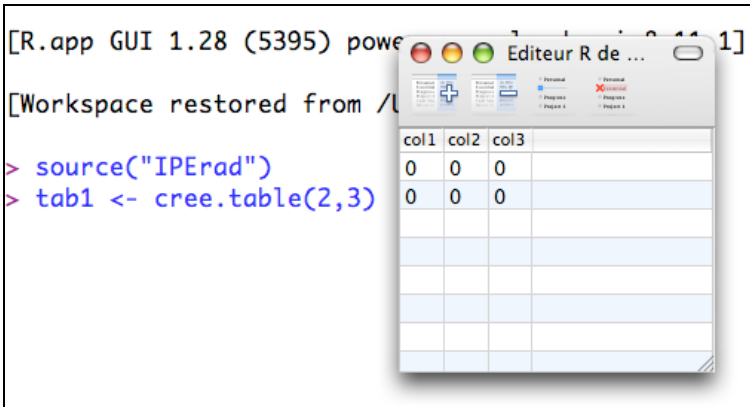 [R.app GUI 1.28 (5395) powe
1]
[Workspace restored from /
> source("IPErad")
> tab1 <- cree.table(2,3)
Editeur R de ...
col1 col2 col3
0 0 0
0 0 0